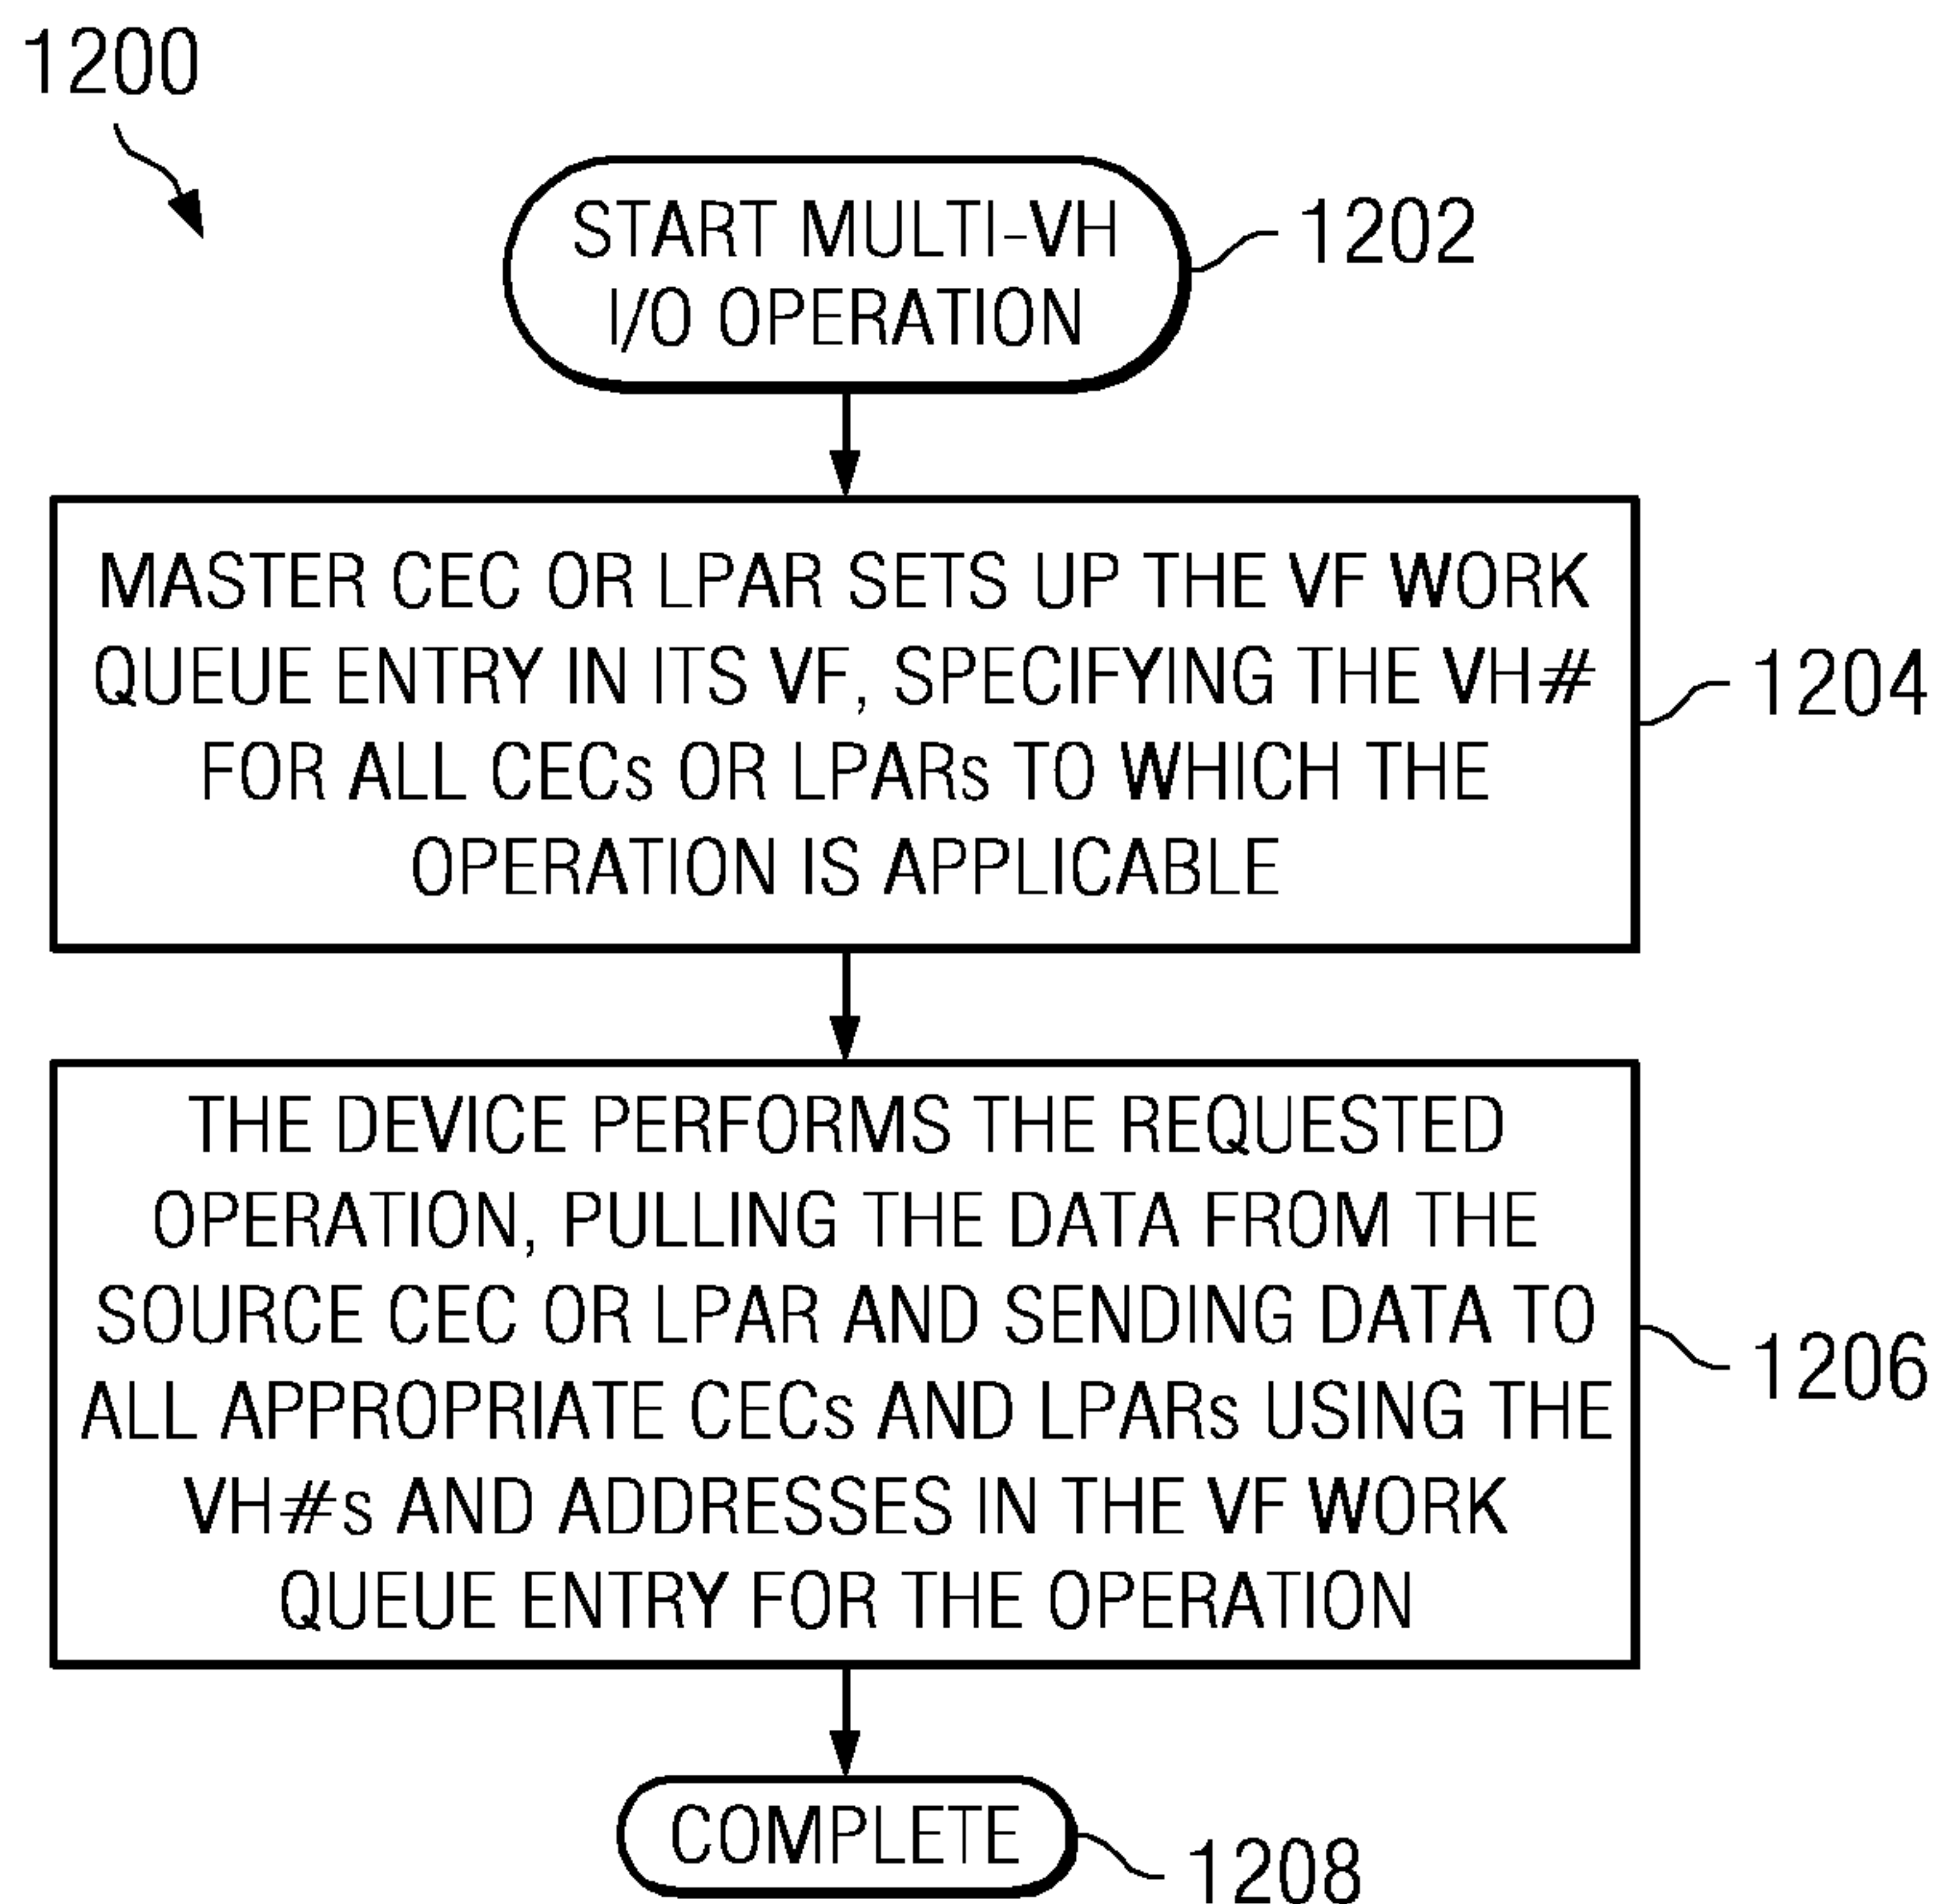 1200
START MULTI-VH
I/O OPERATION
1202
MASTER CEC OR LPAR SETS UP THE VF WORK
QUEUE ENTRY IN ITS VF, SPECIFYING THE VH#
FOR ALL CECs OR LPARs TO WHICH THE
OPERATION IS APPLICABLE
1204
THE DEVICE PERFORMS THE REQUESTED
OPERATION, PULLING THE DATA FROM THE
SOURCE CEC OR LPAR AND SENDING DATA TO
ALL APPROPRIATE CECs AND LPARs USING THE
VH#s AND ADDRESSES IN THE VF WORK
QUEUE ENTRY FOR THE OPERATION
1206
COMPLETE
1208